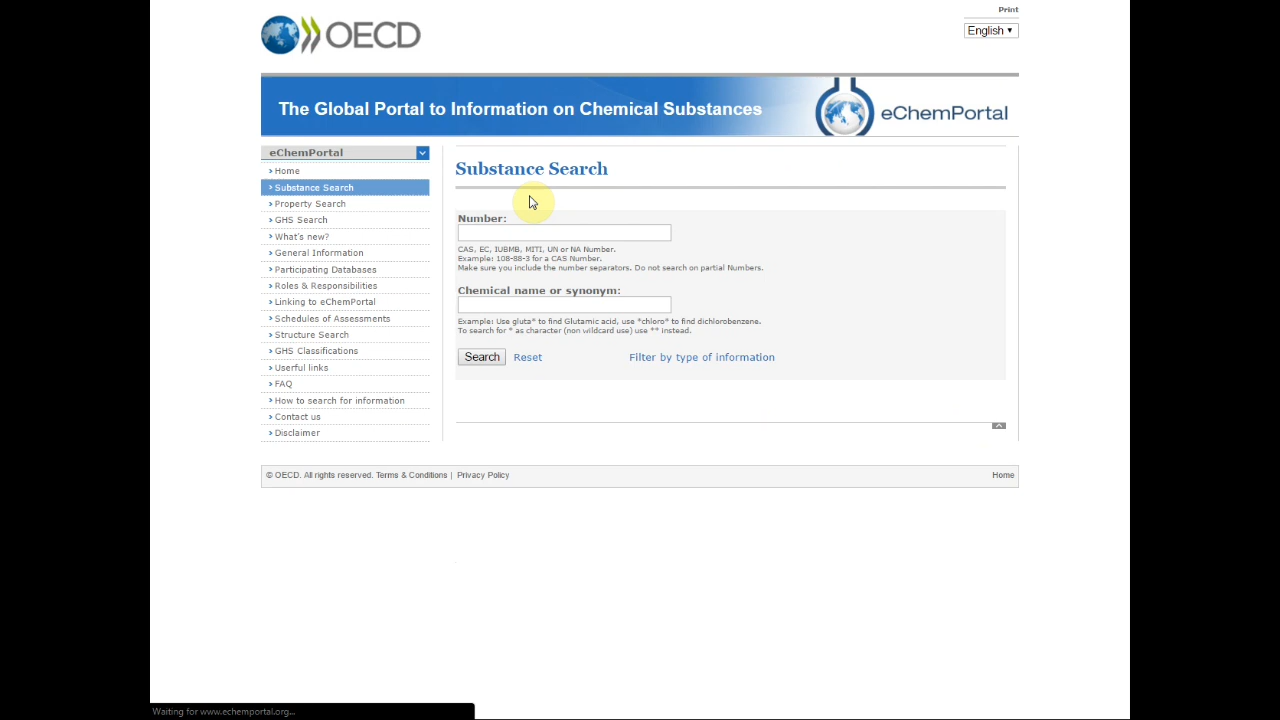 Print
OECD
English
The Global Portal to Information on Chemical Substances
eChemPortal
eChemPortal
Home
Substance Search
Property Search
GHS Search
What's new?
General Information
Participating Databases
Roles & Responsibilities
Linking to eChemPortal
Schedules of Assessments
Structure Search
GHS Classifications
Userful links
FAQ
How to search for information
Contact us
Disclaimer
Substance Search
Number:
CAS, EC, IUBMB, MITI, UN or NA Number.
Example: 108-88-3 for a CAS Number.
Make sure you include the number separators. Do not search on partial Numbers.
Chemical name or synonym:
Example: Use gluta* to find Glutamic acid, use *chloro* to find dichlorobenzene.
To search for * as character (non wildcard use) use ** instead.
Search Reset Filter by type of information
© OECD. All rights reserved. Terms & Conditions | Privacy Policy Home
Waiting for www.echemportal.org...